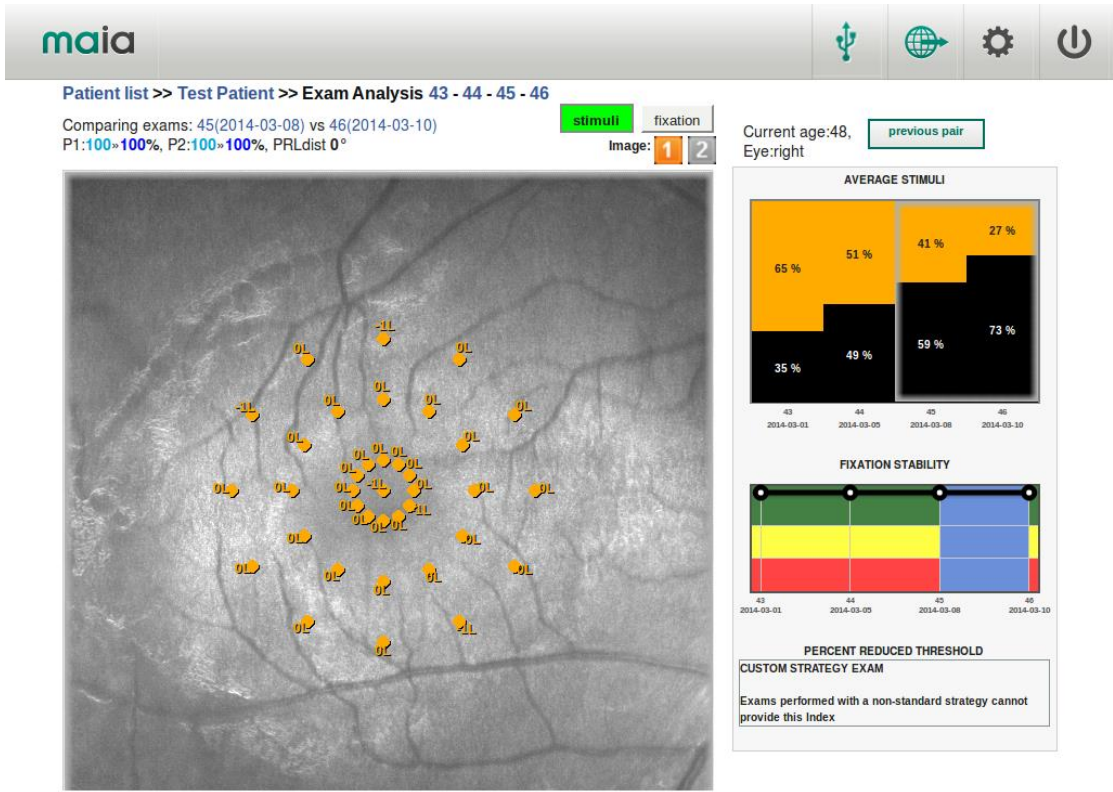 maia
Patient list >> Test Patient >> Exam Analysis 43 - 44 - 45 - 46
Comparing exams: 45(2014-03-08) vs 46(2014-03-10)
P1:100»100%, P2:100»100%, PRLdist 0°
stimuli
fixation
Image: 1 2
Current age:48,
Eye:right
previous pair
-1L
0L
0L
0L
-1L
0L
0L
0L
0L
0L
0L
0L
0L
0L
0L
0L
0L
0L
0L
-1L
0L
0L
0L
0L
-1L
0L
0L
0L
0L
0L
0L
0L
0L
0L
0L
-1L
0L
AVERAGE STIMULI
65 %
51 %
41 %
27 %
35 %
49 %
59 %
73 %
43
44
45
46
2014-03-01
2014-03-05
2014-03-08
2014-03-10
FIXATION STABILITY
43
44
45
46
2014-03-01
2014-03-05
2014-03-08
2014-03-10
PERCENT REDUCED THRESHOLD
CUSTOM STRATEGY EXAM
Exams performed with a non-standard strategy cannot
provide this Index